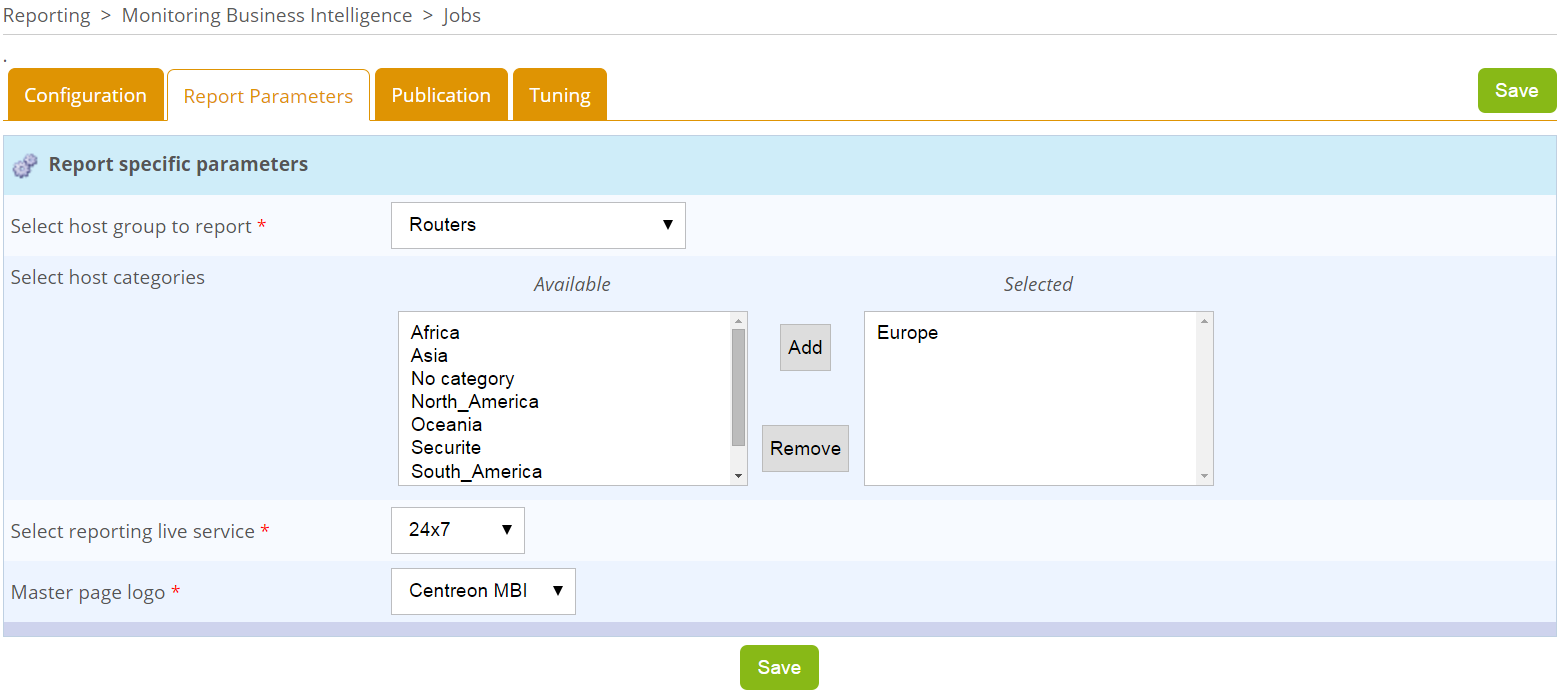 Reporting > Monitoring Business Intelligence > Jobs
.
Configuration Report Parameters Publication Tuning Save
Report specific parameters
Select host group to report * Routers
Select host categories Available Selected
Africa Add Europe
Asia
No category
North_America
Oceania
Securite Remove
South_America
Select reporting live service * 24x7
Master page logo * Centreon MBI
Save